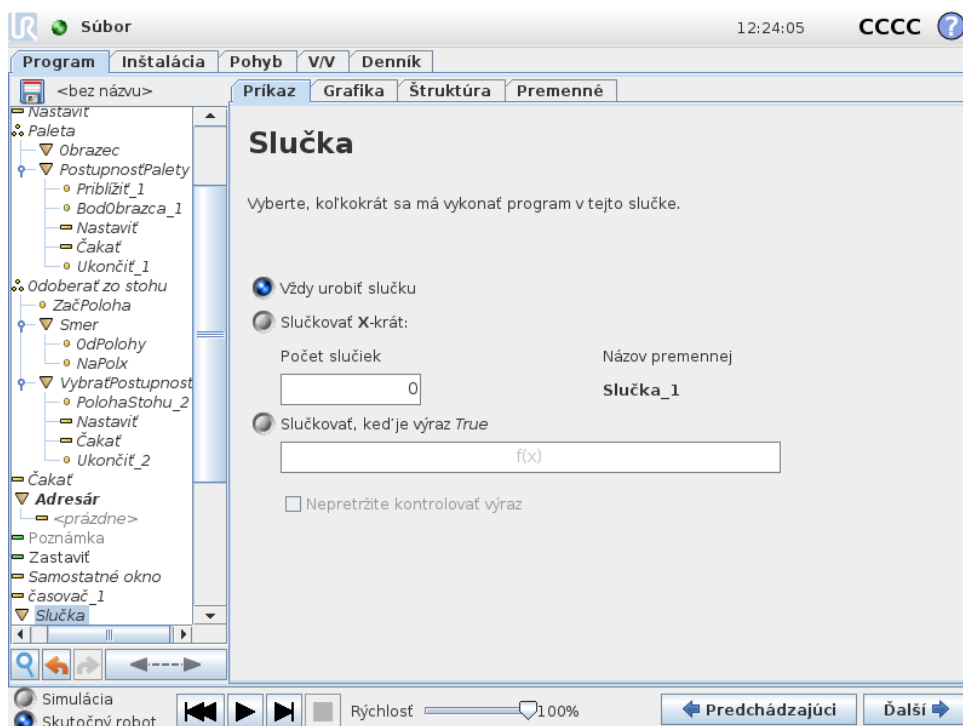 Súbor 12:24:05 CCCC ?
Program Inštalácia Pohyb V/V Denník
<bez názvu> Príkaz Grafika Štruktúra Premenné
Nastaviť
Paleta
Obrazec
PostupnosťPalety
Priblížiť_1
BodObrazca_1
Nastaviť
Čakať
Ukončiť_1
Odoberať zo stohu
ZačPoloha
Smer
OdPolohy
NaPolx
VybraťPostupnost
PolohaStohu_2
Nastaviť
Čakať
Ukončiť_2
Čakať
Adresár
<prázdne>
Poznámka
Zastaviť
Samostatné okno
časovač_1
Slučka
Slučka
Vyberte, koľkokrát sa má vykonať program v tejto slučke.
Vždy urobiť slučku
Slučkovať X-krát:
Počet slučiek Názov premennej
0 Slučka_1
Slučkovať, keď je výraz True
f(x)
Nepretržite kontrolovať výraz
Simulácia
Skutočný robot
Rýchlosť 100% Predchádzajúci Ďalší